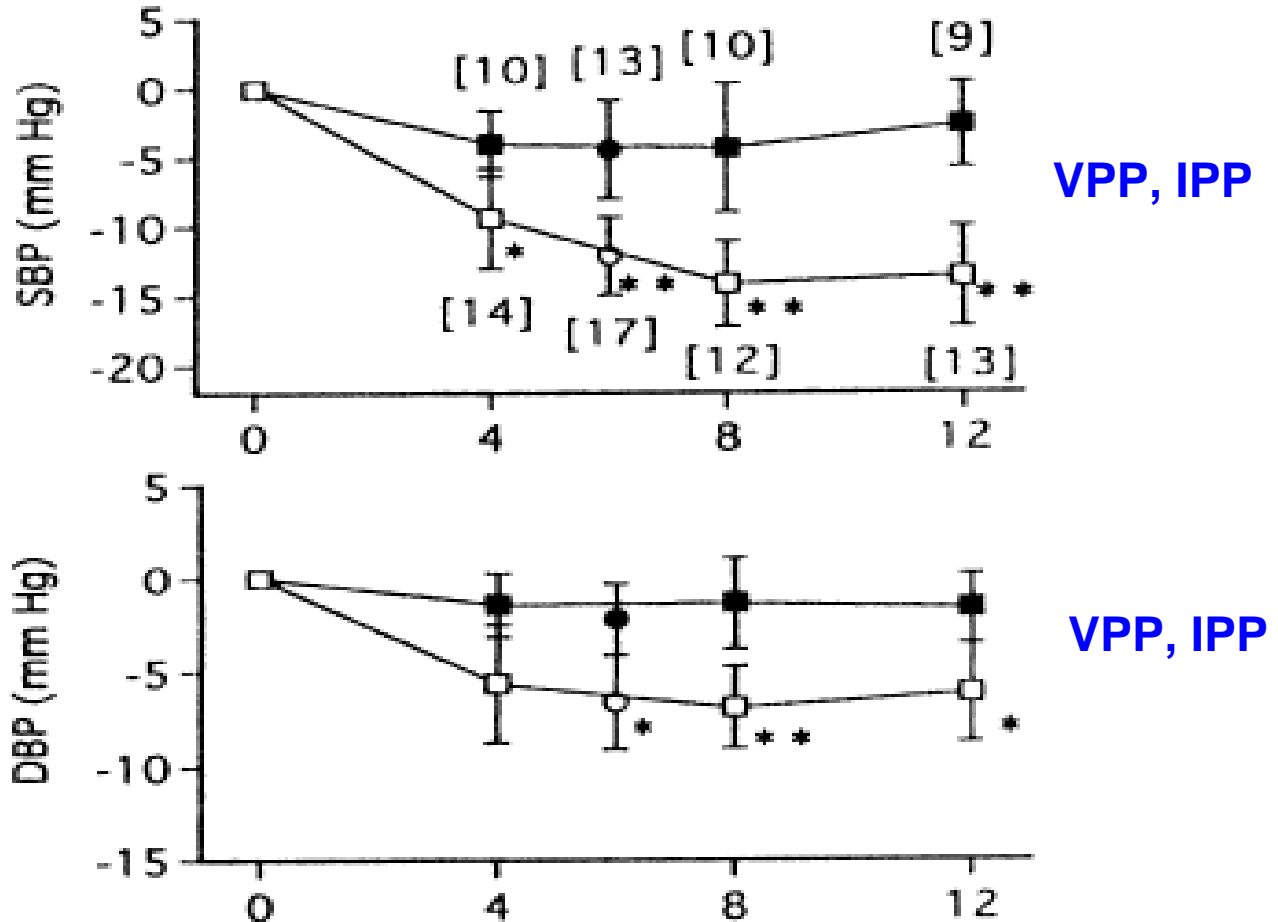 5
[10] [13] [10] [9]
0
-5
-10
-15
-20
SBP (mm Hg)
* * * * * * *
[14] [17] [12] [13]
0 4 8 12
VPP, IPP
5
0
-5
-10
-15
DBP (mm Hg)
* * * *
0 4 8 12
VPP, IPP